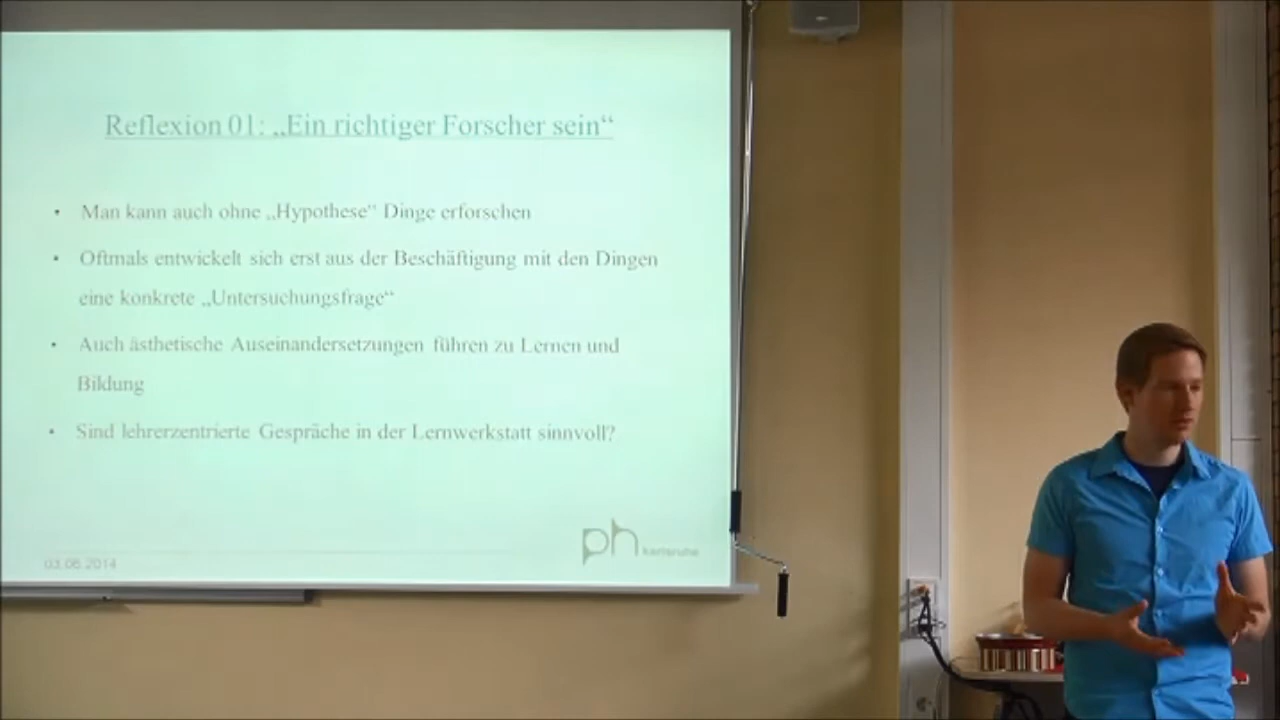 Reflexion 01: „Ein richtiger Forscher sein“
• Man kann auch ohne „Hypothese“ Dinge erforschen
• Oftmals entwickelt sich erst aus der Beschäftigung mit den Dingen
eine konkrete „Untersuchungsfrage“
• Auch ästhetische Auseinandersetzungen führen zu Lernen und
Bildung
• Sind lehrerzentrierte Gespräche in der Lernwerkstatt sinnvoll?
03.06.2014
ph karlsruhe